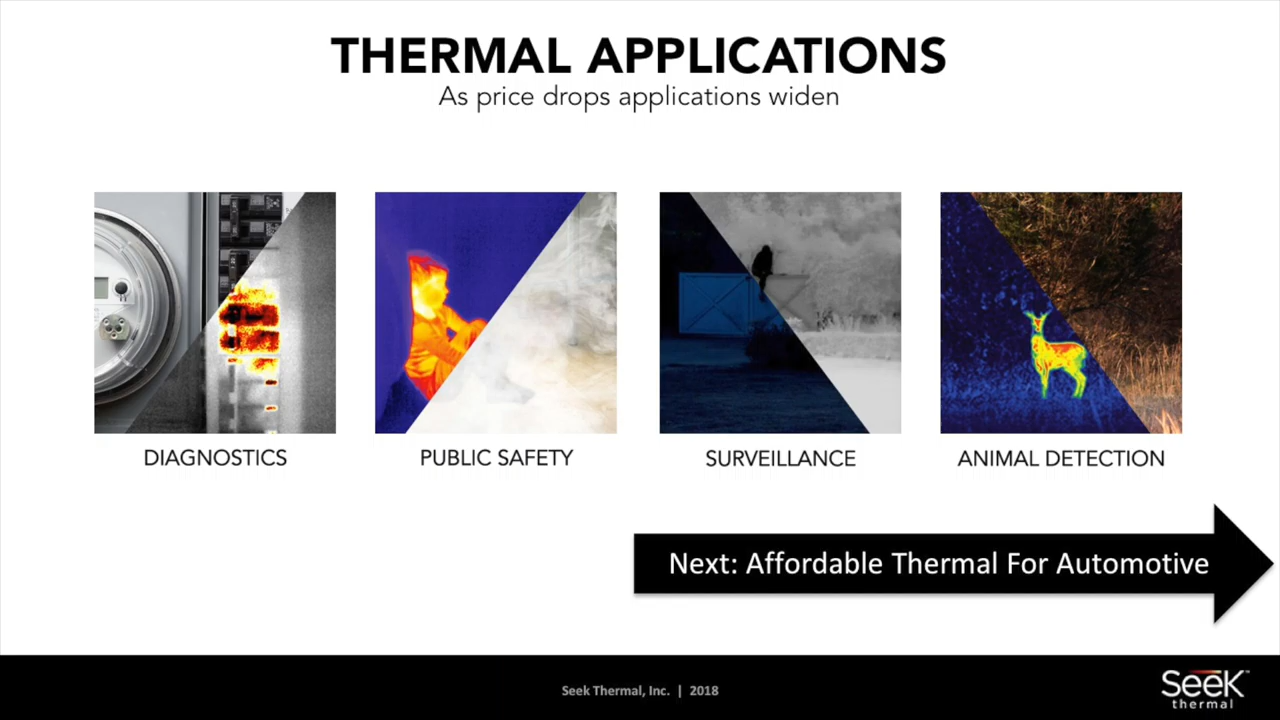 THERMAL APPLICATIONS
As price drops applications widen
DIAGNOSTICS
PUBLIC SAFETY
SURVEILLANCE
ANIMAL DETECTION
Next: Affordable Thermal For Automotive
Seek Thermal, Inc. | 2018
Seek™
thermal